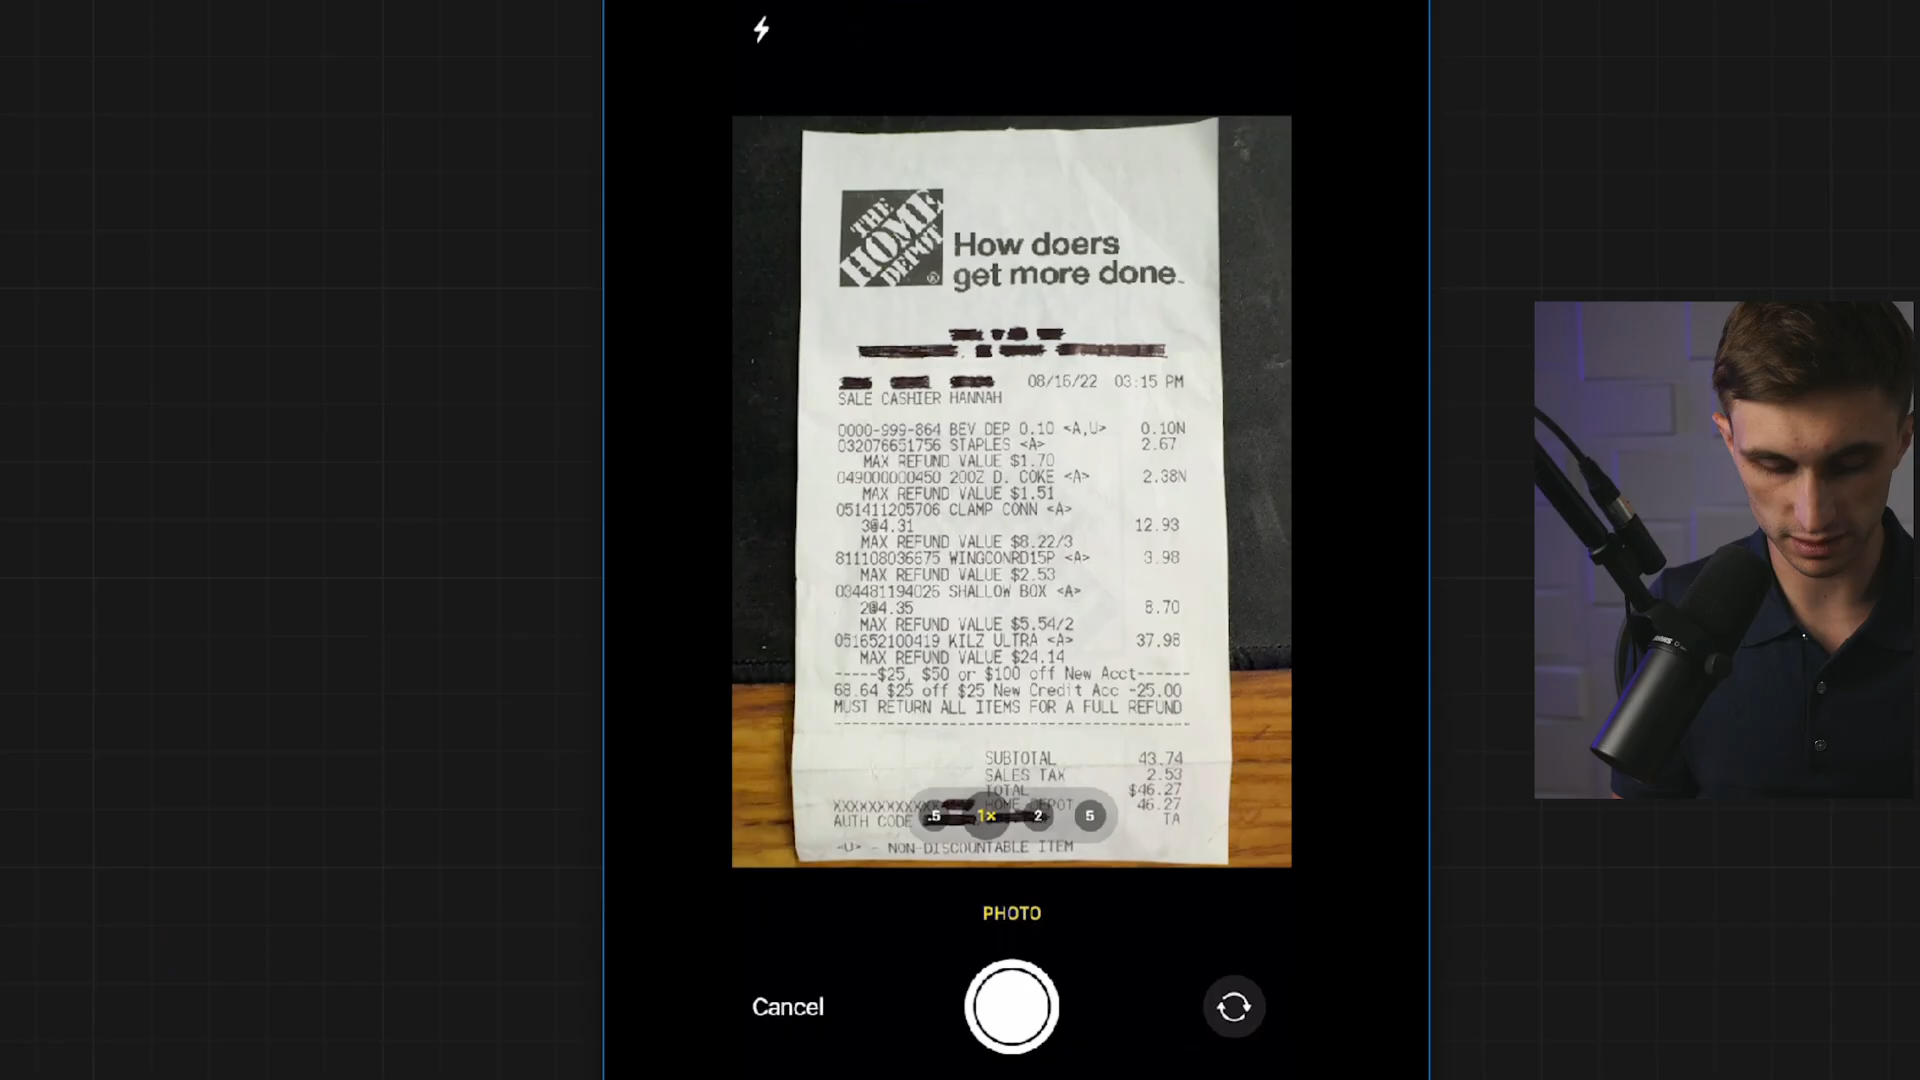 THE
HOME
DEPOT
®
How doers
get more done™
08/16/22 03:15 PM
SALE CASHIER HANNAH
0000-999-864 BEV DEP 0.10 <A,U> 0.10N
032076651756 STAPLES <A> 2.67
MAX REFUND VALUE $1.70
049000000450 20OZ D. COKE <A> 2.38N
MAX REFUND VALUE $1.51
051411205706 CLAMP CONN <A>
3@4.31 12.93
MAX REFUND VALUE $8.22/3
811108036675 WINGCONRD15P <A> 3.98
MAX REFUND VALUE $2.53
034481194026 SHALLOW BOX <A>
2@4.35 8.70
MAX REFUND VALUE $5.54/2
051652100419 KILZ ULTRA <A> 37.98
MAX REFUND VALUE $24.14
-----$25, $50 or $100 off New Acct------
68.64 $25 off $25 New Credit Acc -25.00
MUST RETURN ALL ITEMS FOR A FULL REFUND
SUBTOTAL 43.74
SALES TAX 2.53
TOTAL $46.27
XXXXXXXXXXXX HOME DEPOT 46.27
AUTH CODE TA
.5 1× 2 5
<U> - NON-DISCOUNTABLE ITEM
PHOTO
Cancel